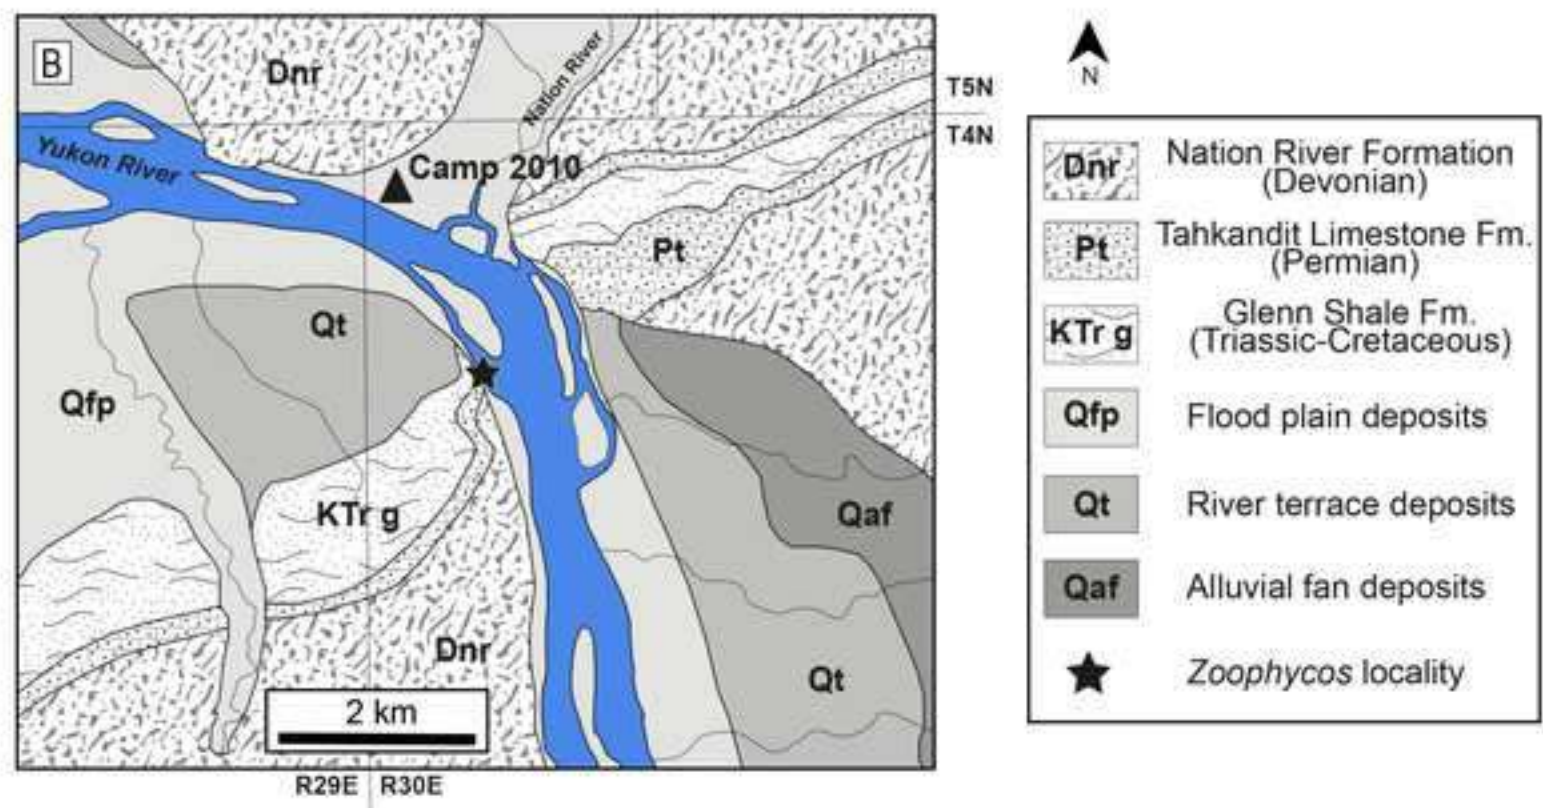 B
Dnr
Nation River
T5N
T4N
Yukon River
Camp 2010
Pt
Qt
Qfp
KTr g
Qaf
Dnr
Qt
2 km
R29E
R30E
N
Dnr
Nation River Formation
(Devonian)
Pt
Tahkandit Limestone Fm.
(Permian)
KTr g
Glenn Shale Fm.
(Triassic-Cretaceous)
Qfp
Flood plain deposits
Qt
River terrace deposits
Qaf
Alluvial fan deposits
Zoophycos locality